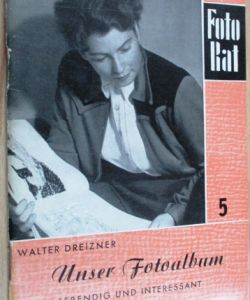 Foto
Rat
5
WALTER DREIZNER
Unser Fotoalbum
LEBENDIG UND INTERESSANT